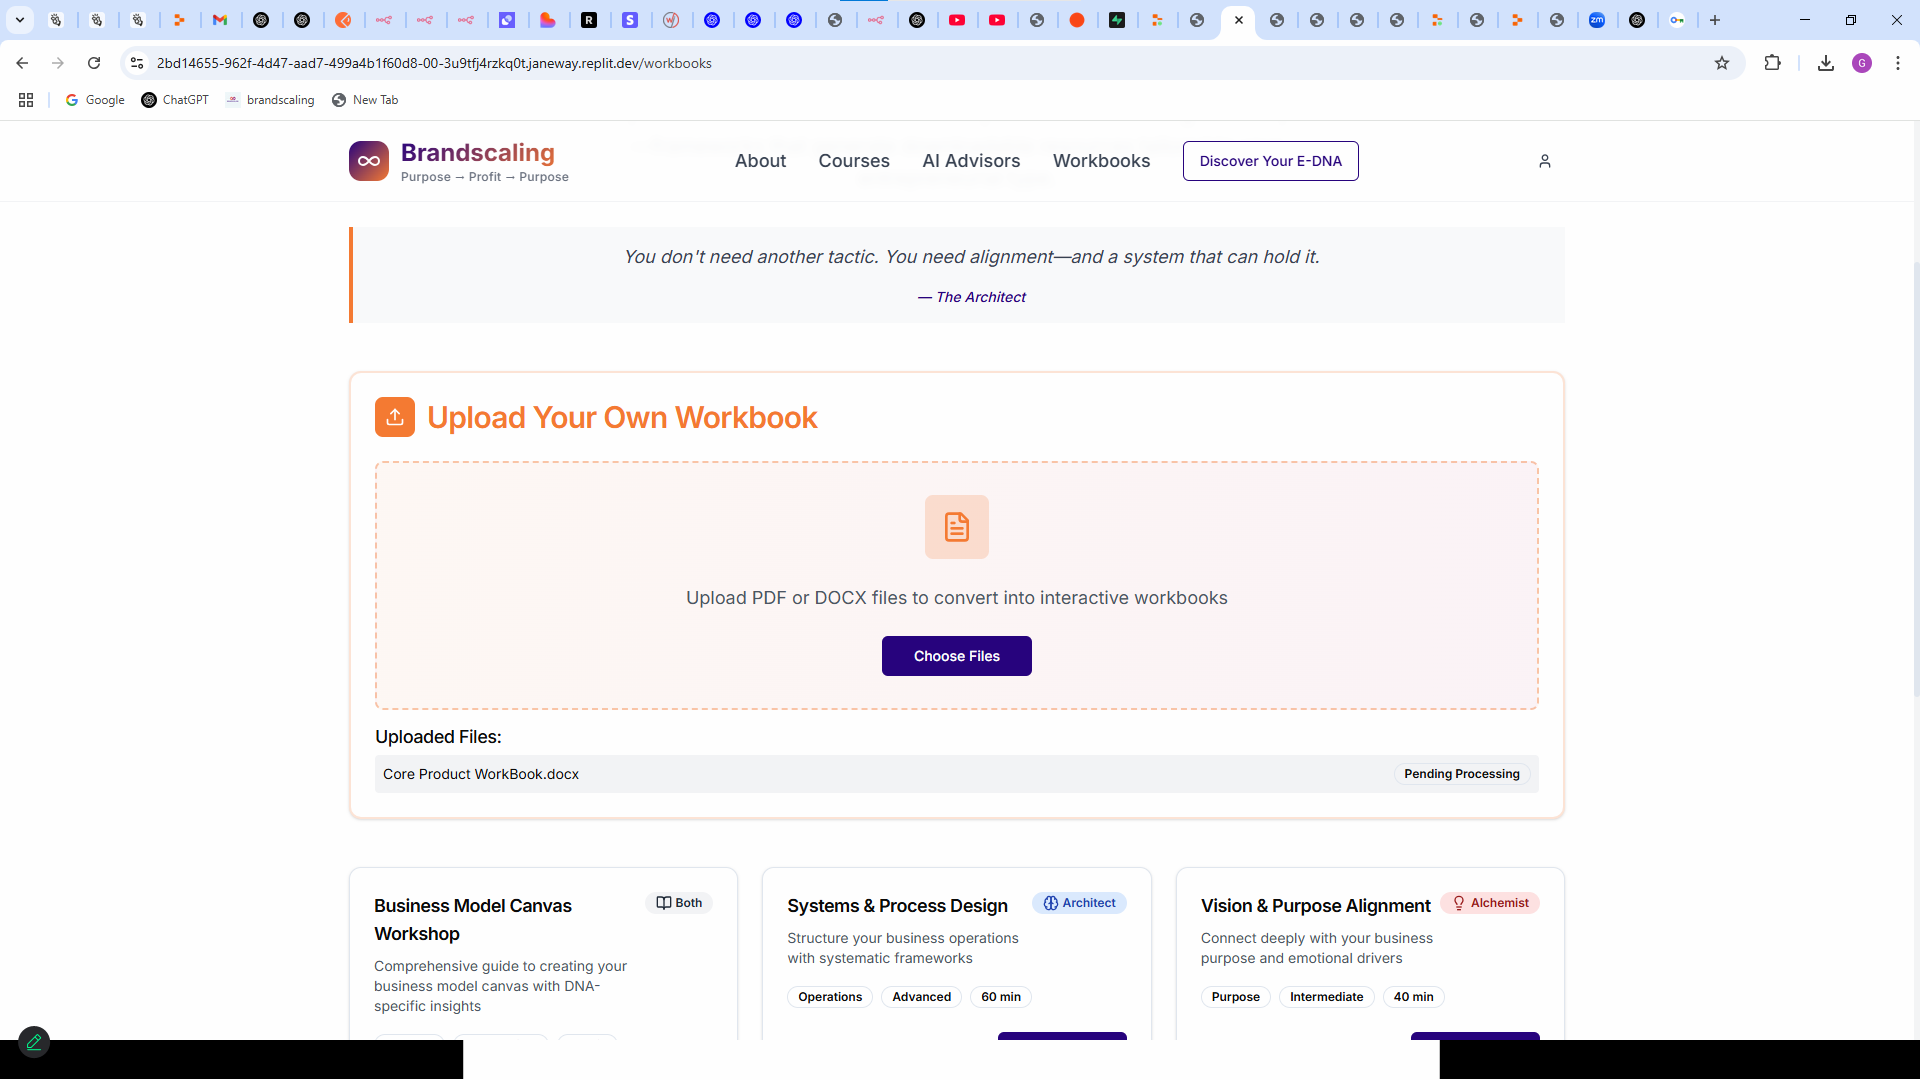 2bd14655-962f-4d47-aad7-499a4b1f60d8-00-3u9tfj4rzkq0t.janeway.replit.dev/workbooks
G
Google
ChatGPT
brandscaling
New Tab
Brandscaling
Purpose → Profit → Purpose
About
Courses
AI Advisors
Workbooks
Discover Your E-DNA
You don't need another tactic. You need alignment—and a system that can hold it.
— The Architect
Upload Your Own Workbook
Upload PDF or DOCX files to convert into interactive workbooks
Choose Files
Uploaded Files:
Core Product WorkBook.docx
Pending Processing
Business Model Canvas
Workshop
Both
Comprehensive guide to creating your
business model canvas with DNA-
specific insights
Systems & Process Design
Architect
Structure your business operations
with systematic frameworks
Operations
Advanced
60 min
Vision & Purpose Alignment
Alchemist
Connect deeply with your business
purpose and emotional drivers
Purpose
Intermediate
40 min